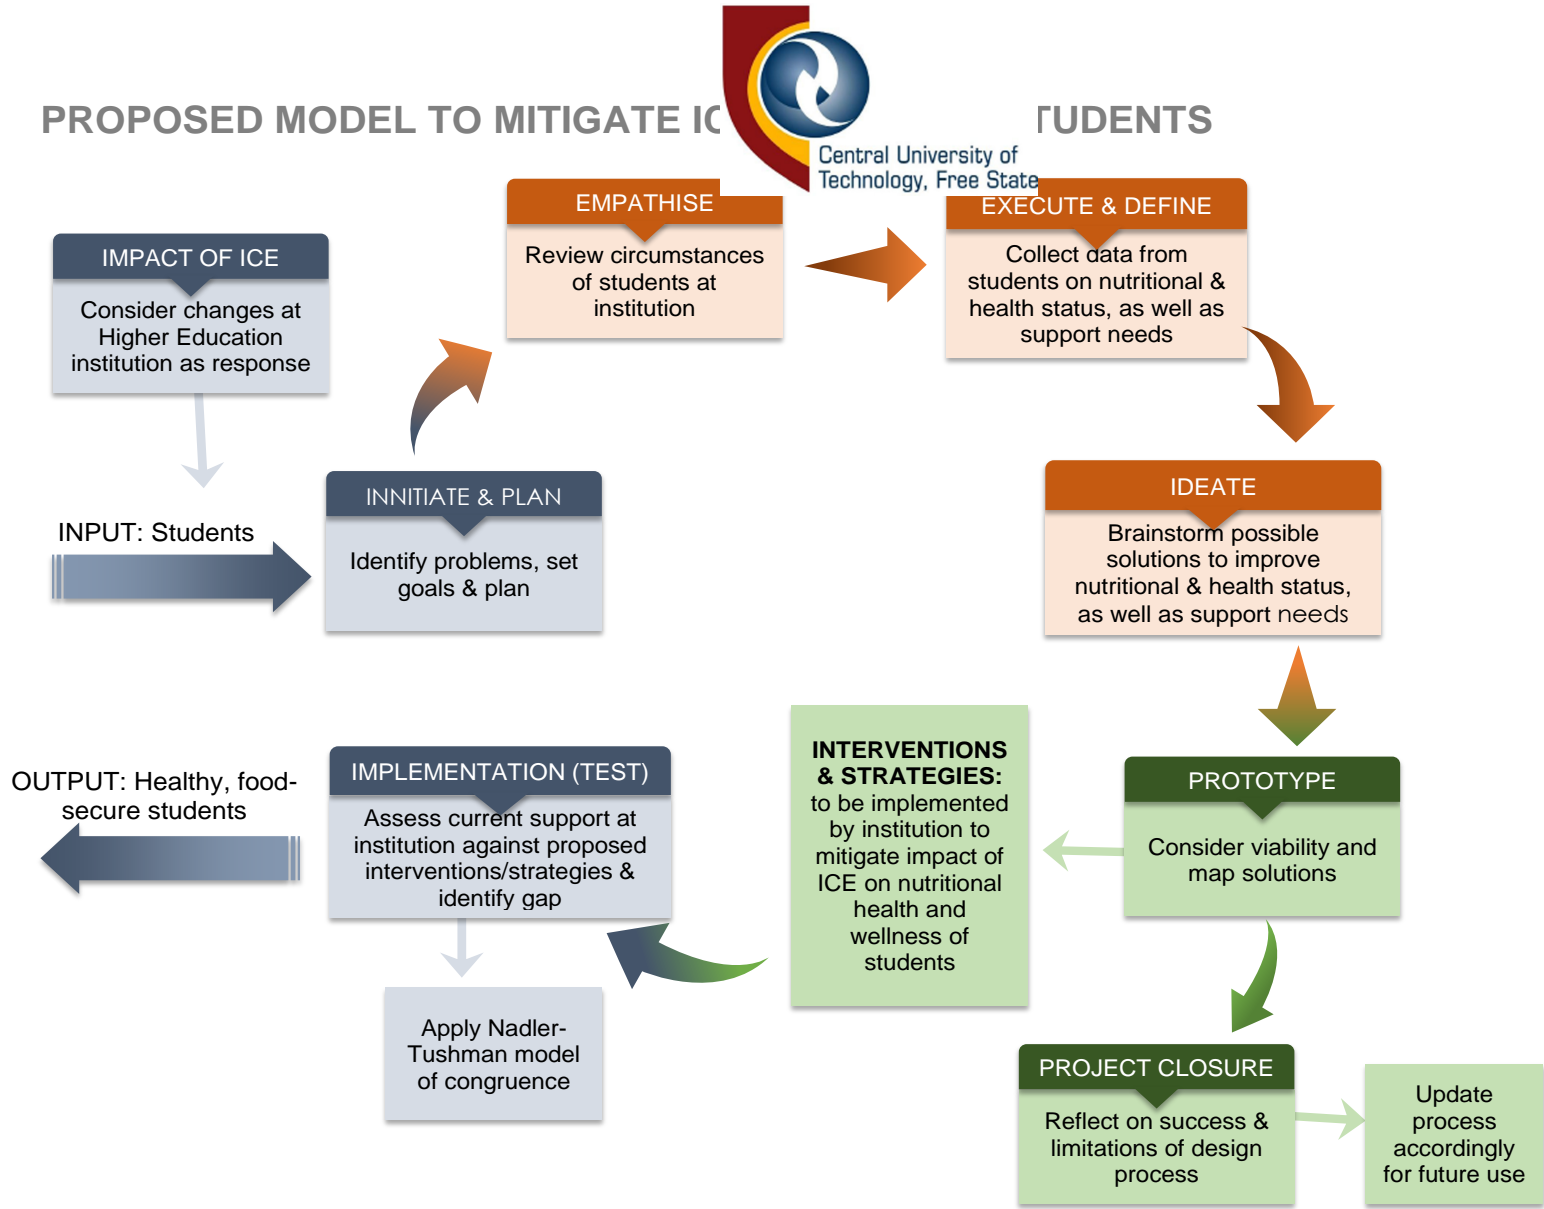 PROPOSED MODEL TO MITIGATE IC
TUDENTS
Central University of
Technology, Free State
IMPACT OF ICE
Consider changes at
Higher Education
institution as response
INPUT: Students
INNITIATE & PLAN
Identify problems, set
goals & plan
EMPATHISE
Review circumstances
of students at
institution
EXECUTE & DEFINE
Collect data from
students on nutritional &
health status, as well as
support needs
IDEATE
Brainstorm possible
solutions to improve
nutritional & health status,
as well as support needs
PROTOTYPE
Consider viability and
map solutions
INTERVENTIONS
& STRATEGIES:
to be implemented
by institution to
mitigate impact of
ICE on nutritional
health and
wellness of
students
IMPLEMENTATION (TEST)
Assess current support at
institution against proposed
interventions/strategies &
identify gap
OUTPUT: Healthy, food-
secure students
Apply Nadler-
Tushman model
of congruence
PROJECT CLOSURE
Reflect on success &
limitations of design
process
Update
process
accordingly
for future use